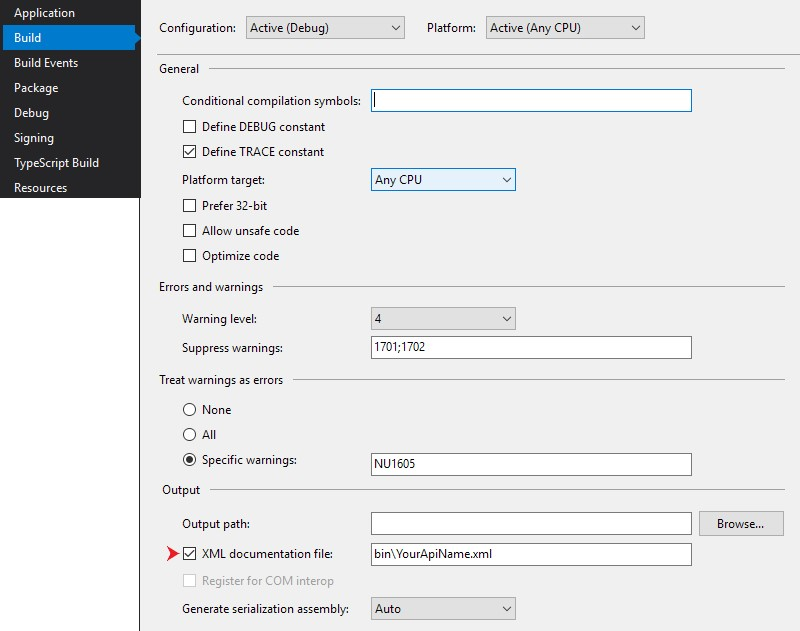 Application
Build
Build Events
Package
Debug
Signing
TypeScript Build
Resources
Configuration: Active (Debug) Platform: Active (Any CPU)
General
Conditional compilation symbols:
Define DEBUG constant
Define TRACE constant
Platform target: Any CPU
Prefer 32-bit
Allow unsafe code
Optimize code
Errors and warnings
Warning level: 4
Suppress warnings: 1701;1702
Treat warnings as errors
None
All
Specific warnings: NU1605
Output
Output path: Browse...
XML documentation file: bin\YourApiName.xml
Register for COM interop
Generate serialization assembly: Auto